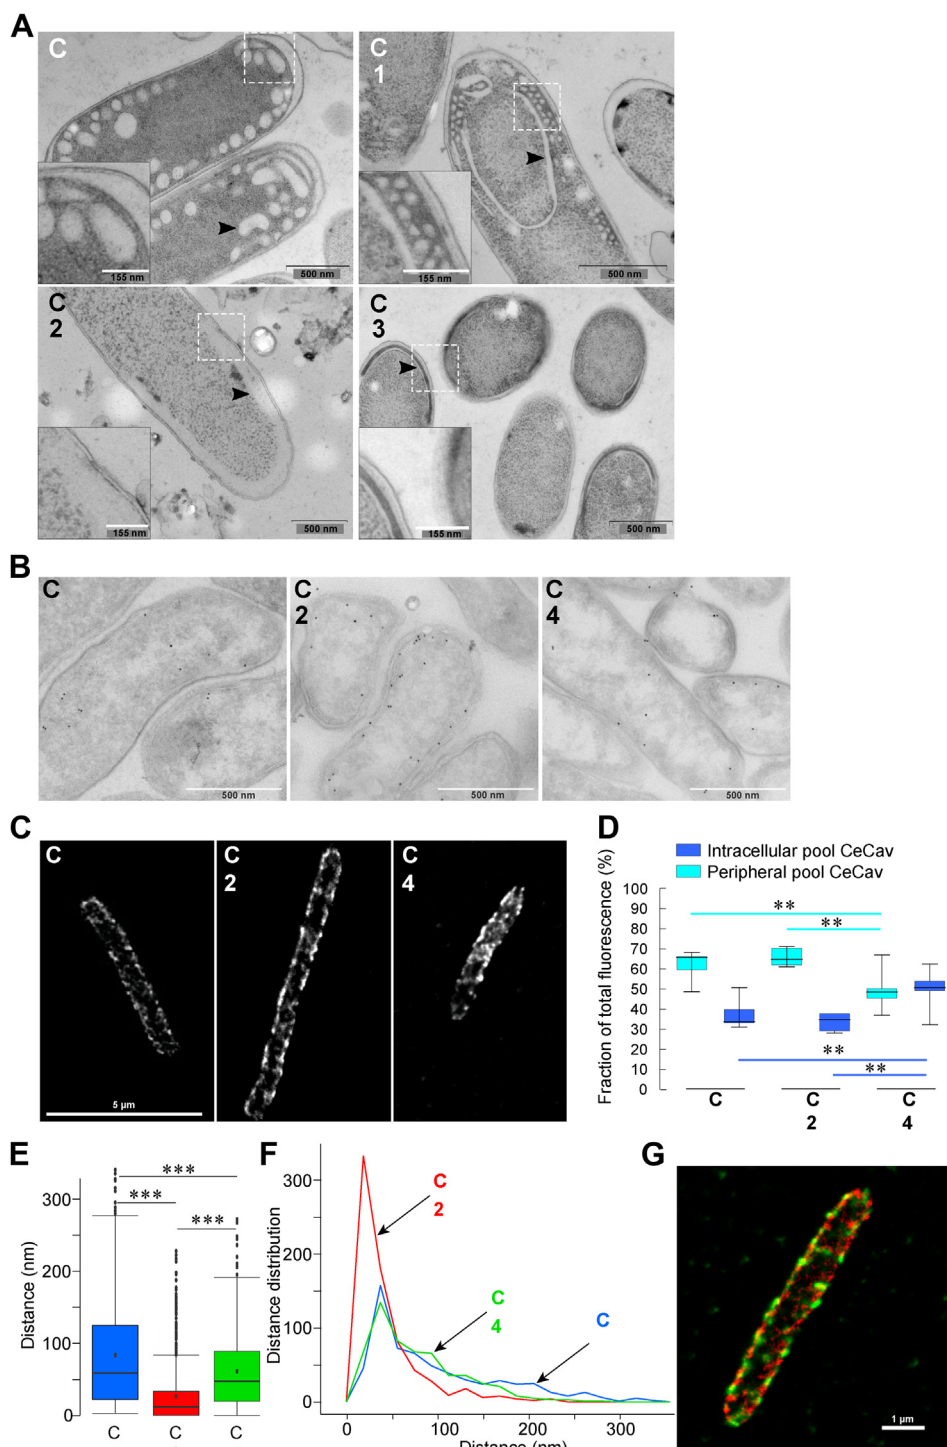 A
C
C
1
155 nm
500 nm
155 nm
500 nm
C
2
C
3
155 nm
500 nm
155 nm
500 nm
B
C
C
2
C
4
500 nm
500 nm
500 nm
C
C
C
2
C
4
5 µm
D
Intracellular pool CeCav
Peripheral pool CeCav
Fraction of total fluorescence (%)
100
90
80
70
60
50
40
30
20
10
0
**
**
**
**
C
C
2
C
4
E
Distance (nm)
300
200
100
0
***
***
***
C
C
C
F
Distance distribution
300
200
100
0
C
2
C
4
C
0
100
200
300
Distance (nm)
G
1 µm